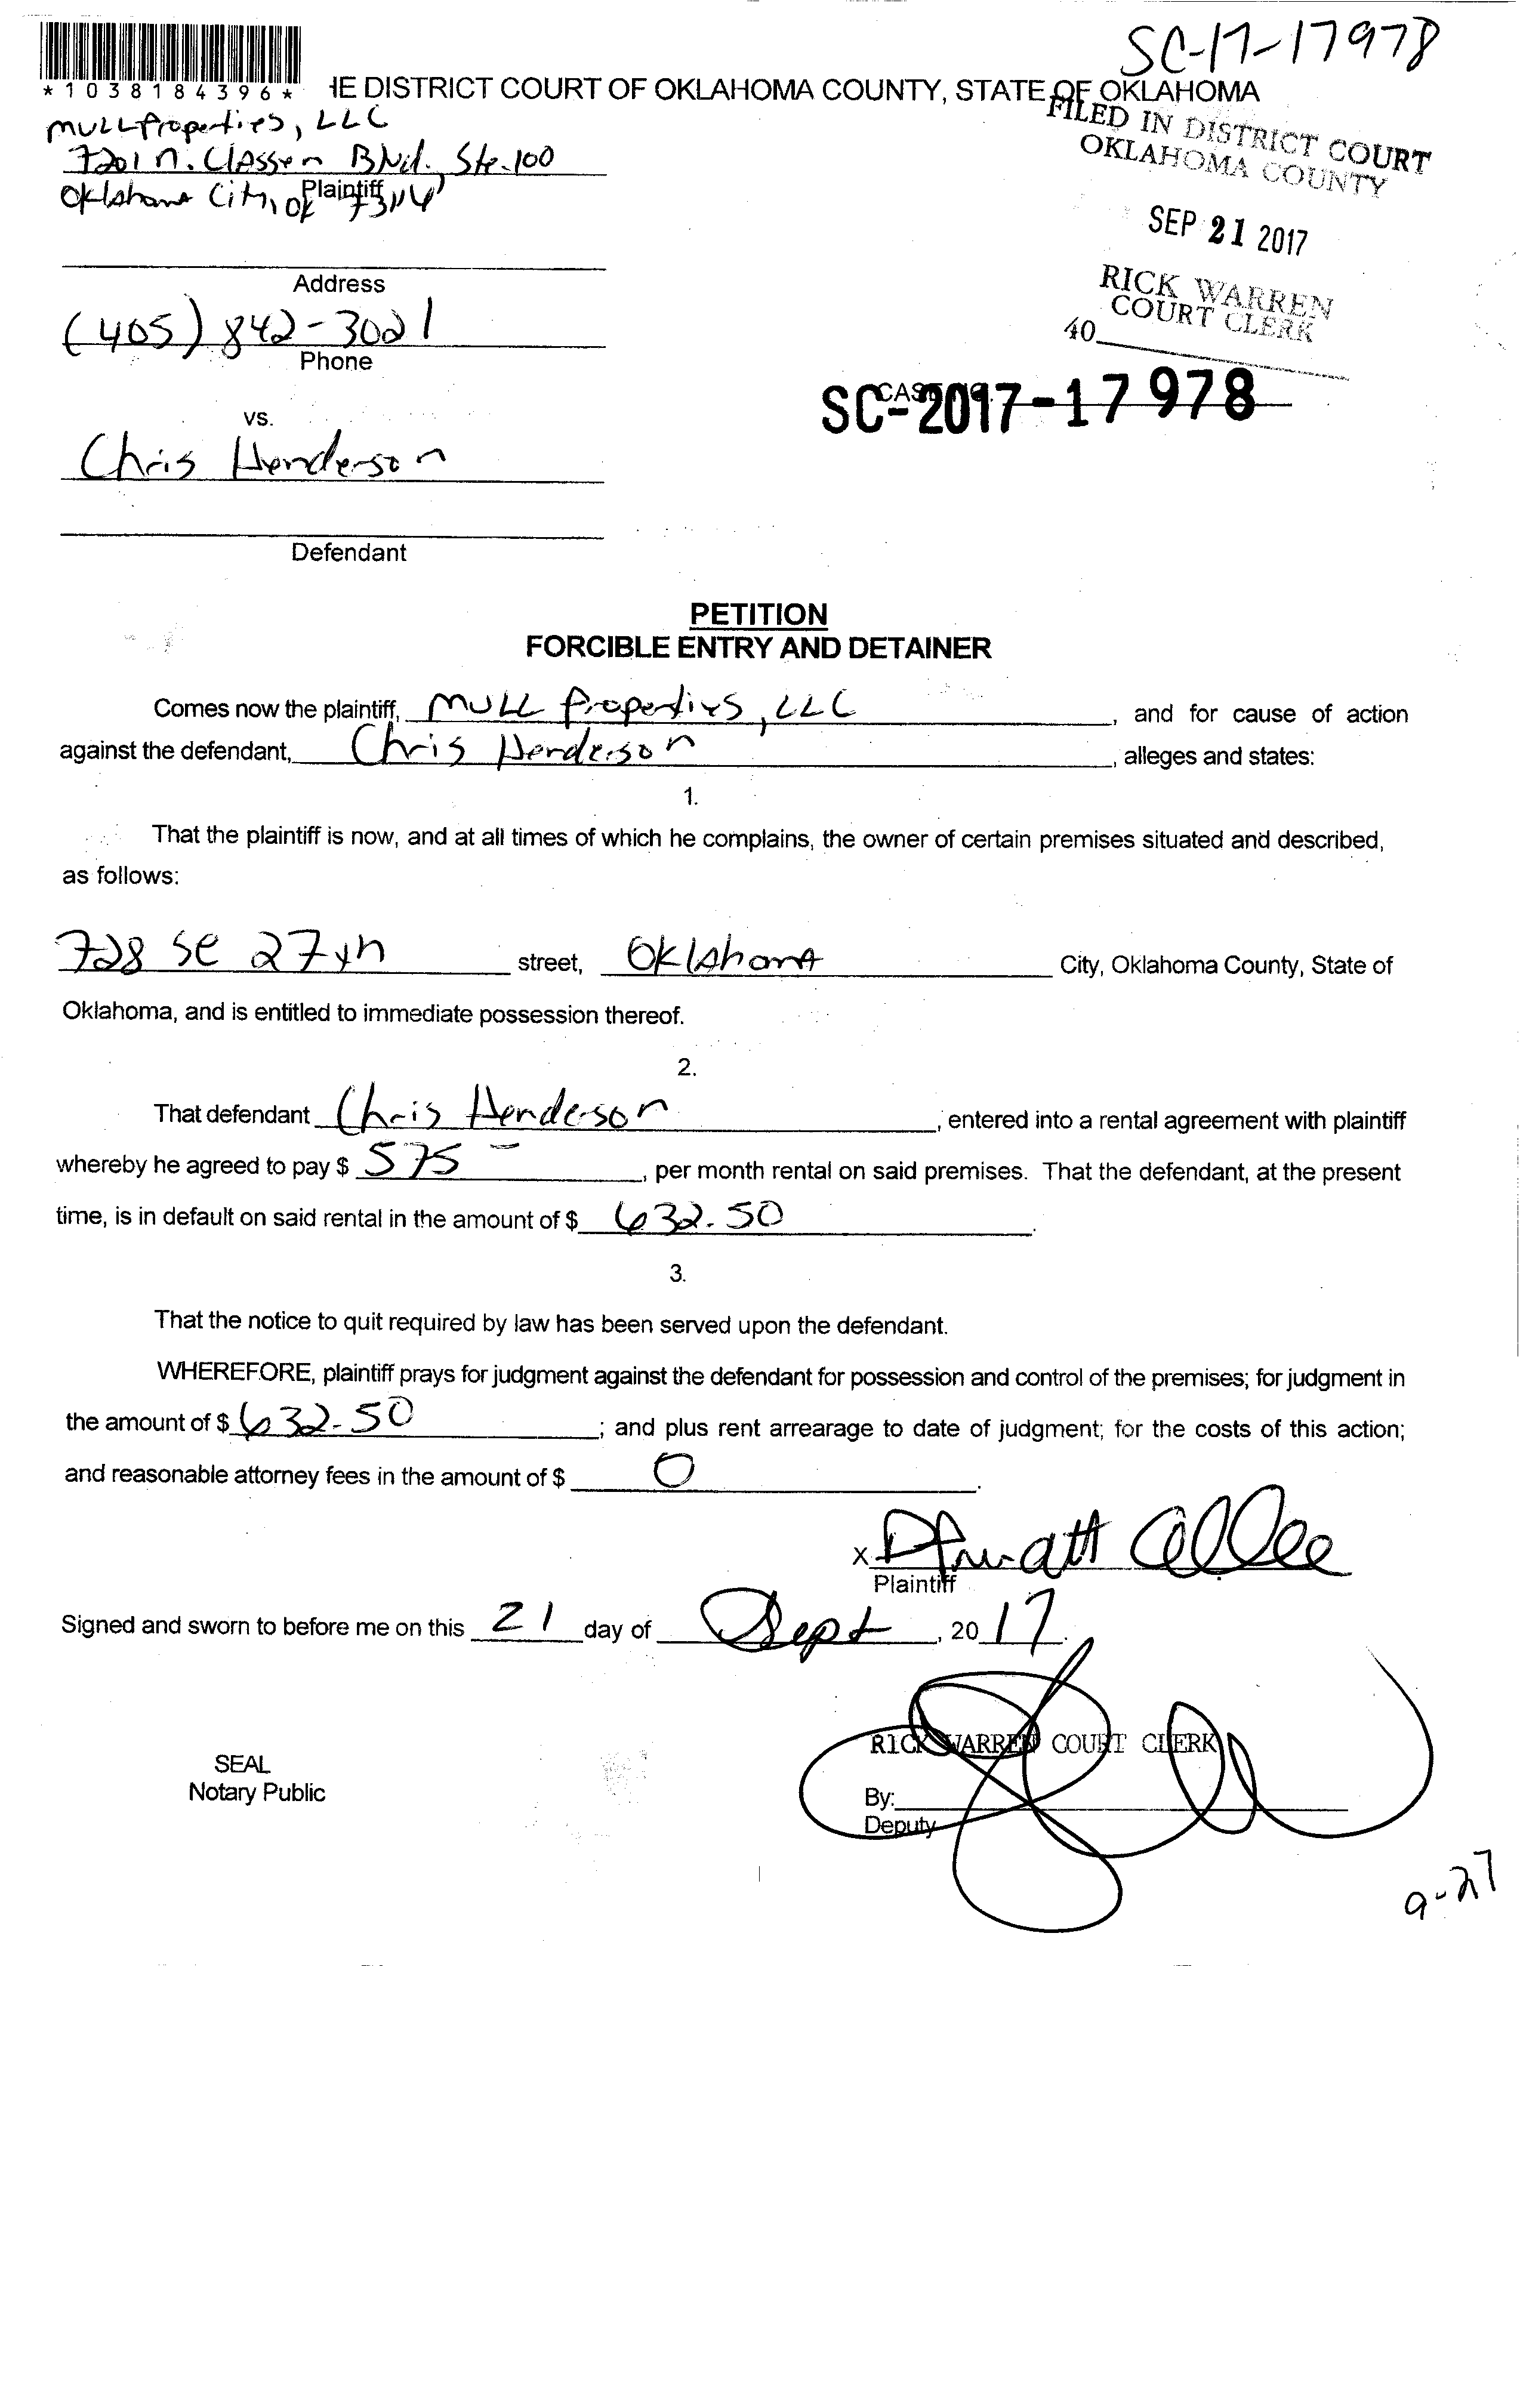 SC-17-17978
*1038184396* HE DISTRICT COURT OF OKLAHOMA COUNTY, STATE OF OKLAHOMA
MULL Properties, LLC
7201 N. Classen Blvd. Ste. 100
Oklahoma City, OK 73116
Plaintiff
FILED IN DISTRICT COURT
OKLAHOMA COUNTY
SEP 21 2017
RICK WARREN
COURT CLERK
40
Address
(405) 842-3021
Phone
SC-2017-17978
vs.
Chris Henderson
Defendant
PETITION
FORCIBLE ENTRY AND DETAINER
Comes now the plaintiff, MULL Properties, LLC, and for cause of action
against the defendant, Chris Henderson, alleges and states:
1.
That the plaintiff is now, and at all times of which he complains, the owner of certain premises situated and described,
as follows:
728 SE 27th street, Oklahoma City, Oklahoma County, State of
Oklahoma, and is entitled to immediate possession thereof.
2.
That defendant Chris Henderson, entered into a rental agreement with plaintiff
whereby he agreed to pay $ 575 –, per month rental on said premises. That the defendant, at the present
time, is in default on said rental in the amount of $ 632.50.
3.
That the notice to quit required by law has been served upon the defendant.
WHEREFORE, plaintiff prays for judgment against the defendant for possession and control of the premises; for judgment in
the amount of $ 632.50; and plus rent arrearage to date of judgment; for the costs of this action;
and reasonable attorney fees in the amount of $ 0.
X
Plaintiff
Signed and sworn to before me on this 21 day of Sept, 2017.
RICK WARREN COURT CLERK
SEAL
Notary Public
By:
Deputy
9-27